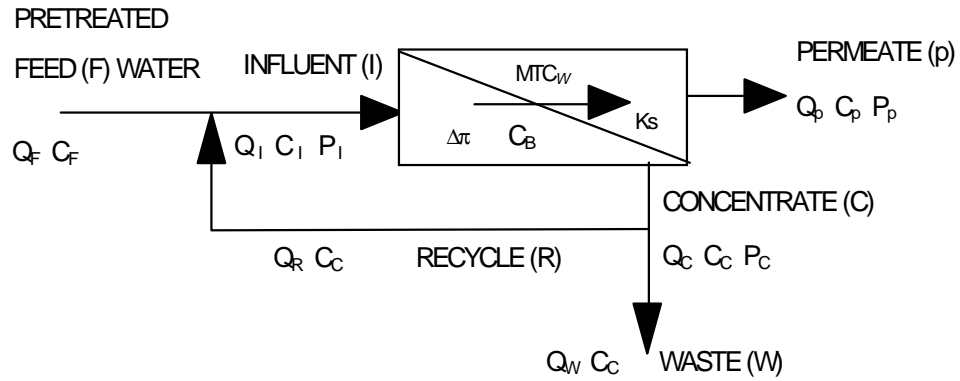 PRETREATED
FEED (F) WATER
INFLUENT (I)
PERMEATE (p)
MTCW
Ks
Δπ CB
QF CF
QI CI PI
Qp Cp Pp
CONCENTRATE (C)
QR CC
RECYCLE (R)
QC CC PC
QW CC
WASTE (W)